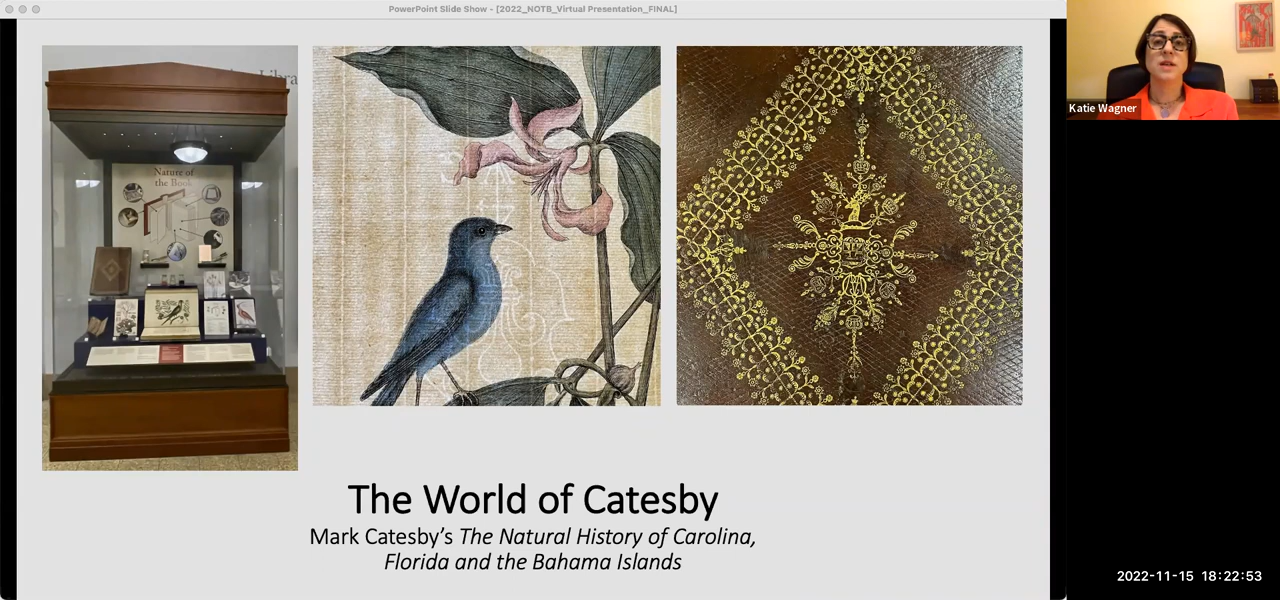 PowerPoint Slide Show - [2022_NOTB_Virtual Presentation_FINAL]
Katie Wagner
Nature of
the Book
The World of Catesby
Mark Catesby's The Natural History of Carolina,
Florida and the Bahama Islands
2022-11-15 18:22:53